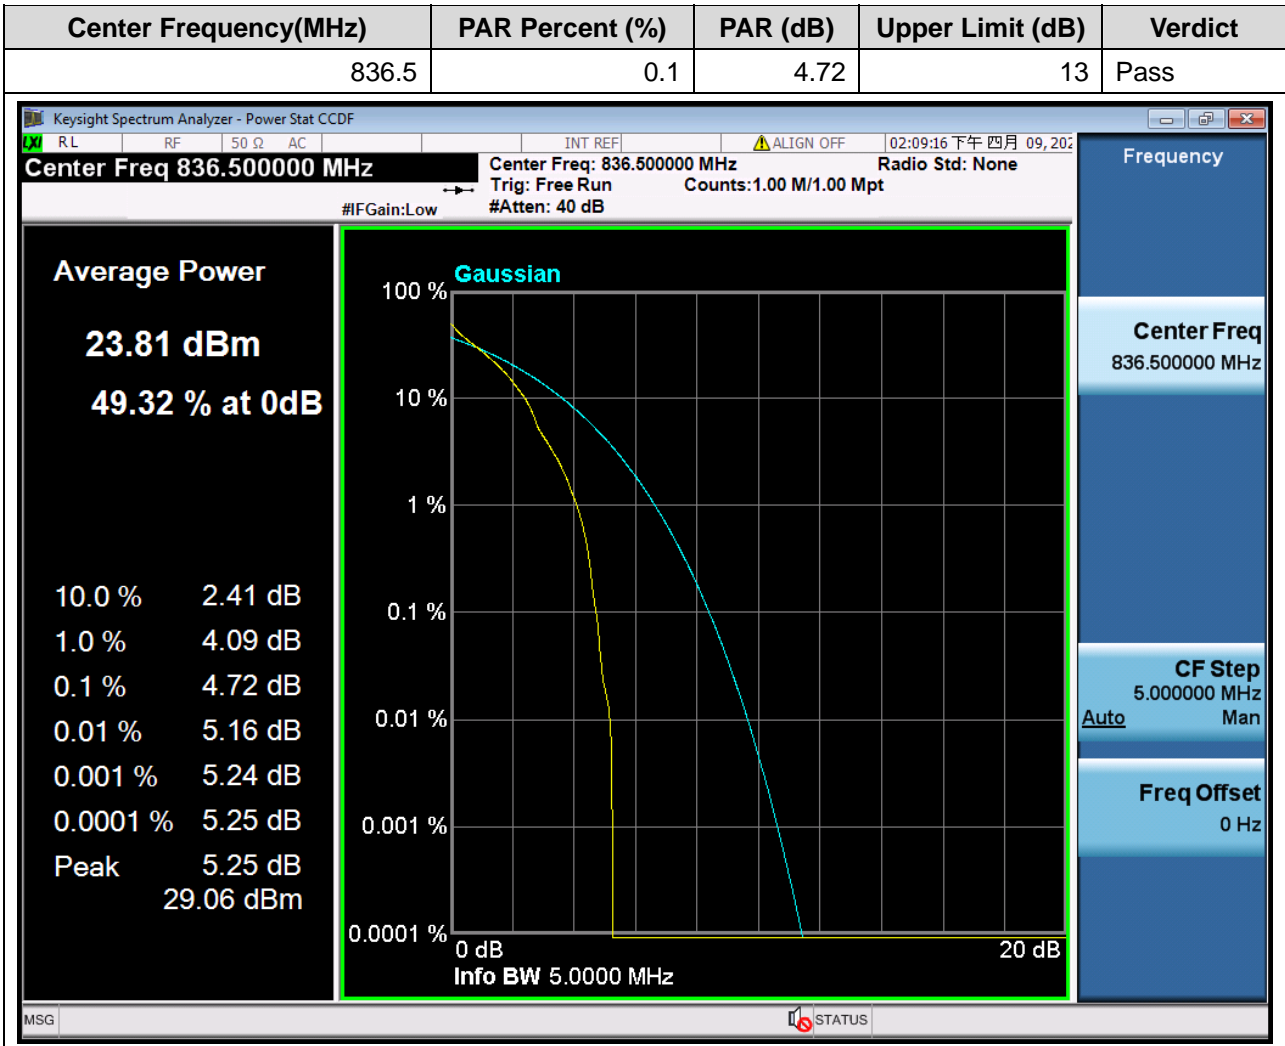 Center Frequency(MHz) PAR Percent (%) PAR (dB) Upper Limit (dB) Verdict
836.5 0.1 4.72 13 Pass
Keysight Spectrum Analyzer - Power Stat CCDF
LXI RL RF 50 Ω AC INT REF ALIGN OFF 02:09:16 下午 四月 09, 202
Center Freq 836.500000 MHz
Center Freq: 836.500000 MHz Radio Std: None
Trig: Free Run Counts:1.00 M/1.00 Mpt
#IFGain:Low #Atten: 40 dB
Average Power
23.81 dBm
49.32 % at 0dB
10.0 % 2.41 dB
1.0 % 4.09 dB
0.1 % 4.72 dB
0.01 % 5.16 dB
0.001 % 5.24 dB
0.0001 % 5.25 dB
Peak 5.25 dB
29.06 dBm
Gaussian
100 %
10 %
1 %
0.1 %
0.01 %
0.001 %
0.0001 %
0 dB 20 dB
Info BW 5.0000 MHz
Frequency
Center Freq
836.500000 MHz
CF Step
5.000000 MHz
Auto Man
Freq Offset
0 Hz
MSG STATUS